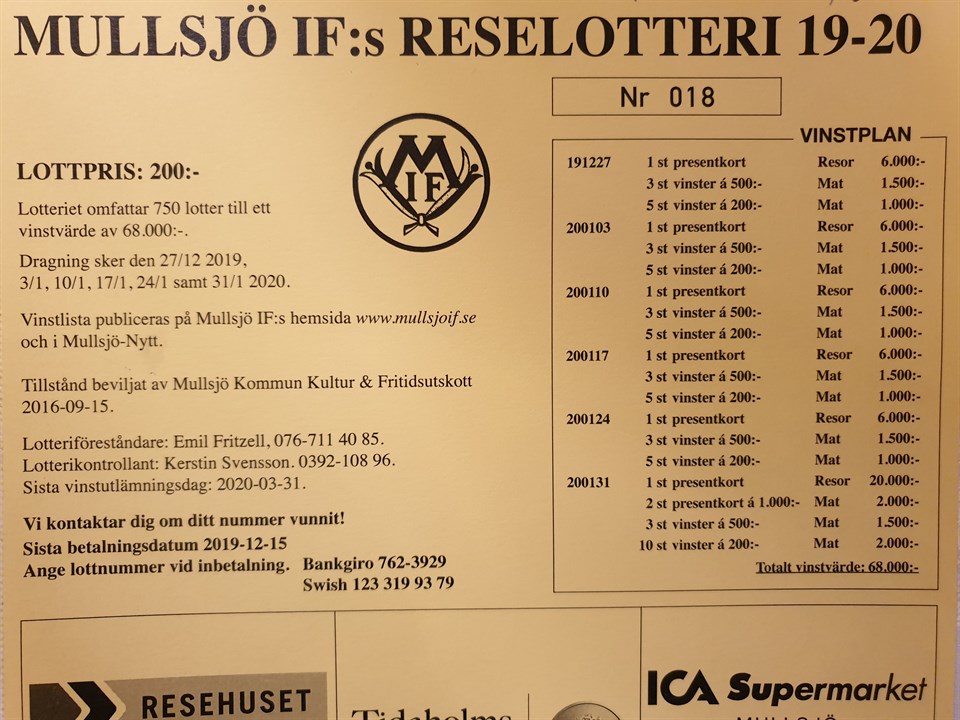 MULLSJÖ IF:s RESELOTTERI 19-20
Nr 018
LOTTPRIS: 200:-
Lotteriet omfattar 750 lotter till ett
vinstvärde av 68.000:-.
Dragning sker den 27/12 2019,
3/1, 10/1, 17/1, 24/1 samt 31/1 2020.
Vinstlista publiceras på Mullsjö IF:s hemsida www.mullsjoif.se
och i Mullsjö-Nytt.
Tillstånd beviljat av Mullsjö Kommun Kultur & Fritidsutskott
2016-09-15.
Lotteriföreståndare: Emil Fritzell, 076-711 40 85.
Lotterikontrollant: Kerstin Svensson. 0392-108 96.
Sista vinstutlämningsdag: 2020-03-31.
Vi kontaktar dig om ditt nummer vunnit!
Sista betalningsdatum 2019-12-15
Ange lottnummer vid inbetalning. Bankgiro 762-3929
Swish 123 319 93 79
M
IF
VINSTPLAN
191227 1 st presentkort Resor 6.000:-
3 st vinster á 500:- Mat 1.500:-
5 st vinster á 200:- Mat 1.000:-
200103 1 st presentkort Resor 6.000:-
3 st vinster á 500:- Mat 1.500:-
5 st vinster á 200:- Mat 1.000:-
200110 1 st presentkort Resor 6.000:-
3 st vinster á 500:- Mat 1.500:-
5 st vinster á 200:- Mat 1.000:-
200117 1 st presentkort Resor 6.000:-
3 st vinster á 500:- Mat 1.500:-
5 st vinster á 200:- Mat 1.000:-
200124 1 st presentkort Resor 6.000:-
3 st vinster á 500:- Mat 1.500:-
5 st vinster á 200:- Mat 1.000:-
200131 1 st presentkort Resor 20.000:-
2 st presentkort á 1.000:- Mat 2.000:-
3 st vinster á 500:- Mat 1.500:-
10 st vinster á 200:- Mat 2.000:-
Totalt vinstvärde: 68.000:-
RESEHUSET
Tidaholms
ICA Supermarket
MULLSJÖ